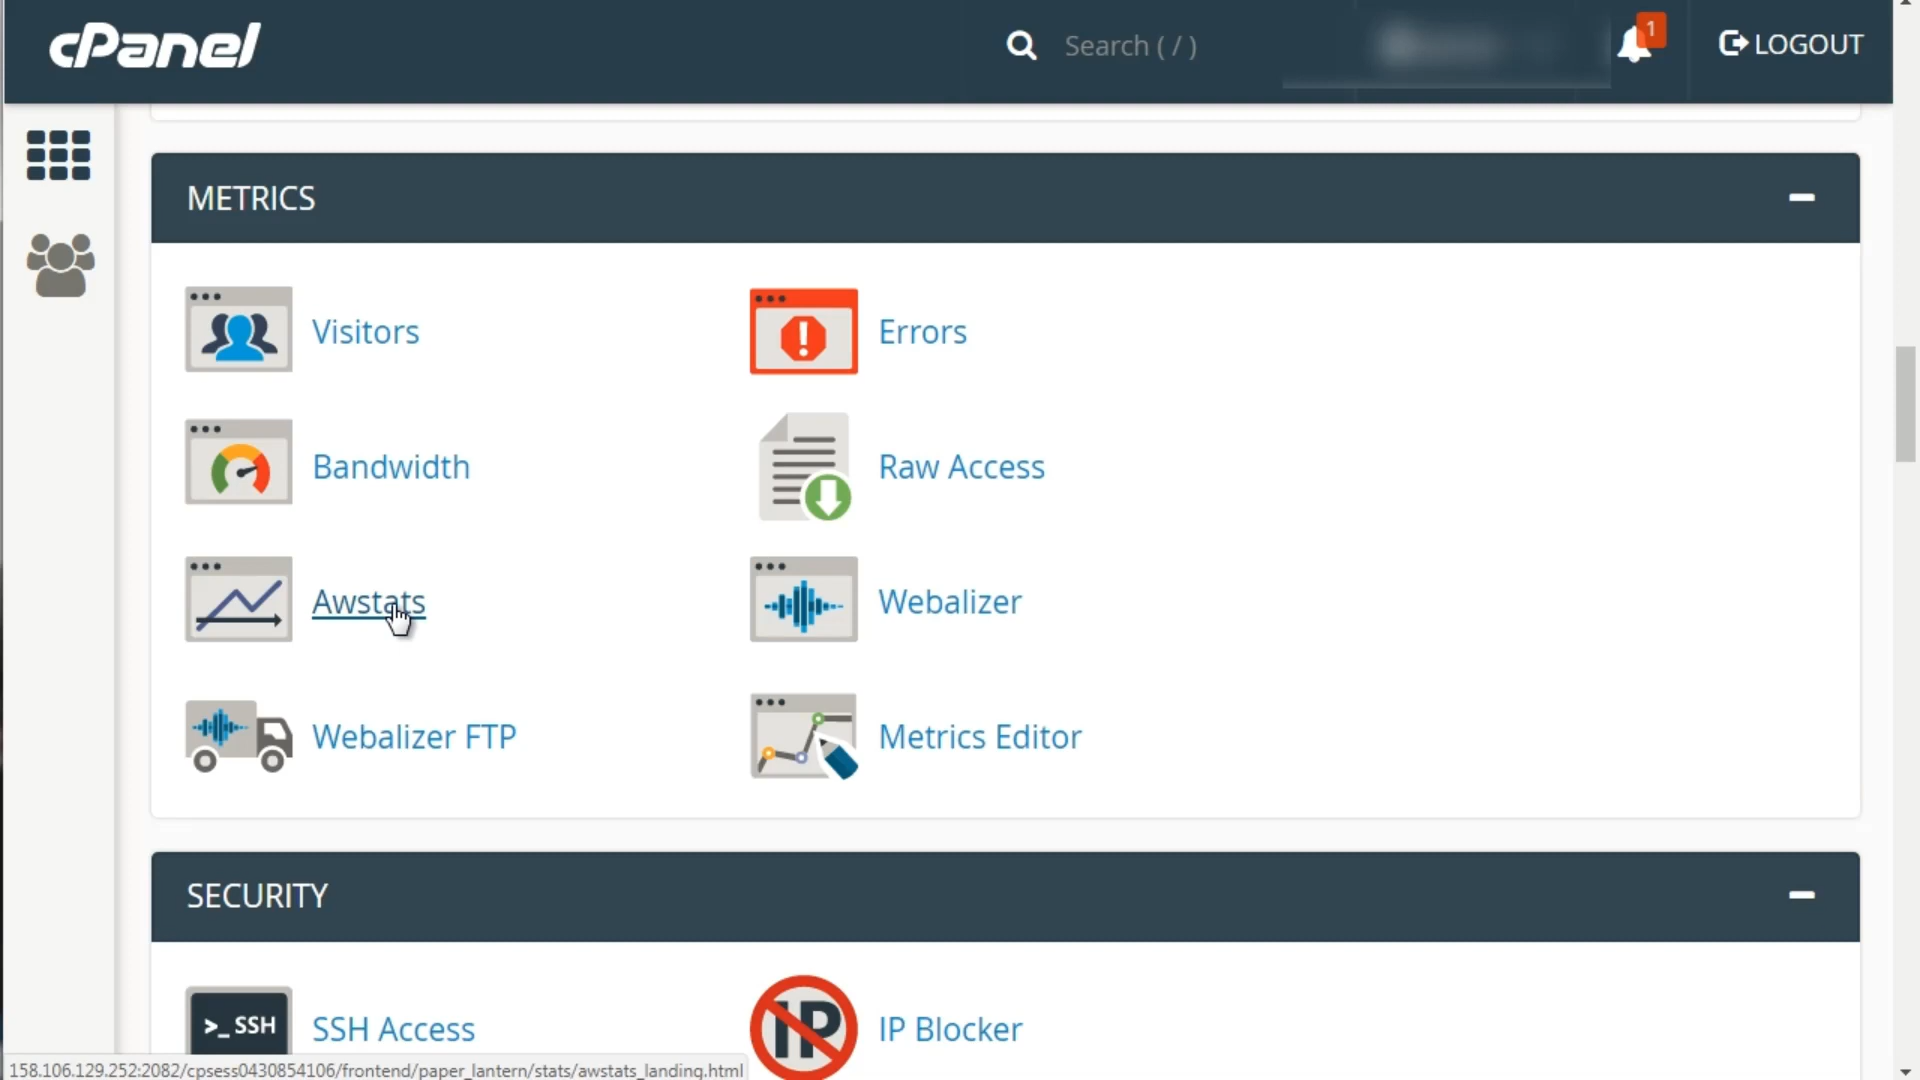 cPanel
Search ( / )
1
LOGOUT
METRICS
Visitors
Errors
Bandwidth
Raw Access
Awstats
Webalizer
Webalizer FTP
Metrics Editor
SECURITY
>_ SSH
SSH Access
IP
IP Blocker
158.106.129.252:2082/cpsess0430854106/frontend/paper_lantern/stats/awstats_landing.html